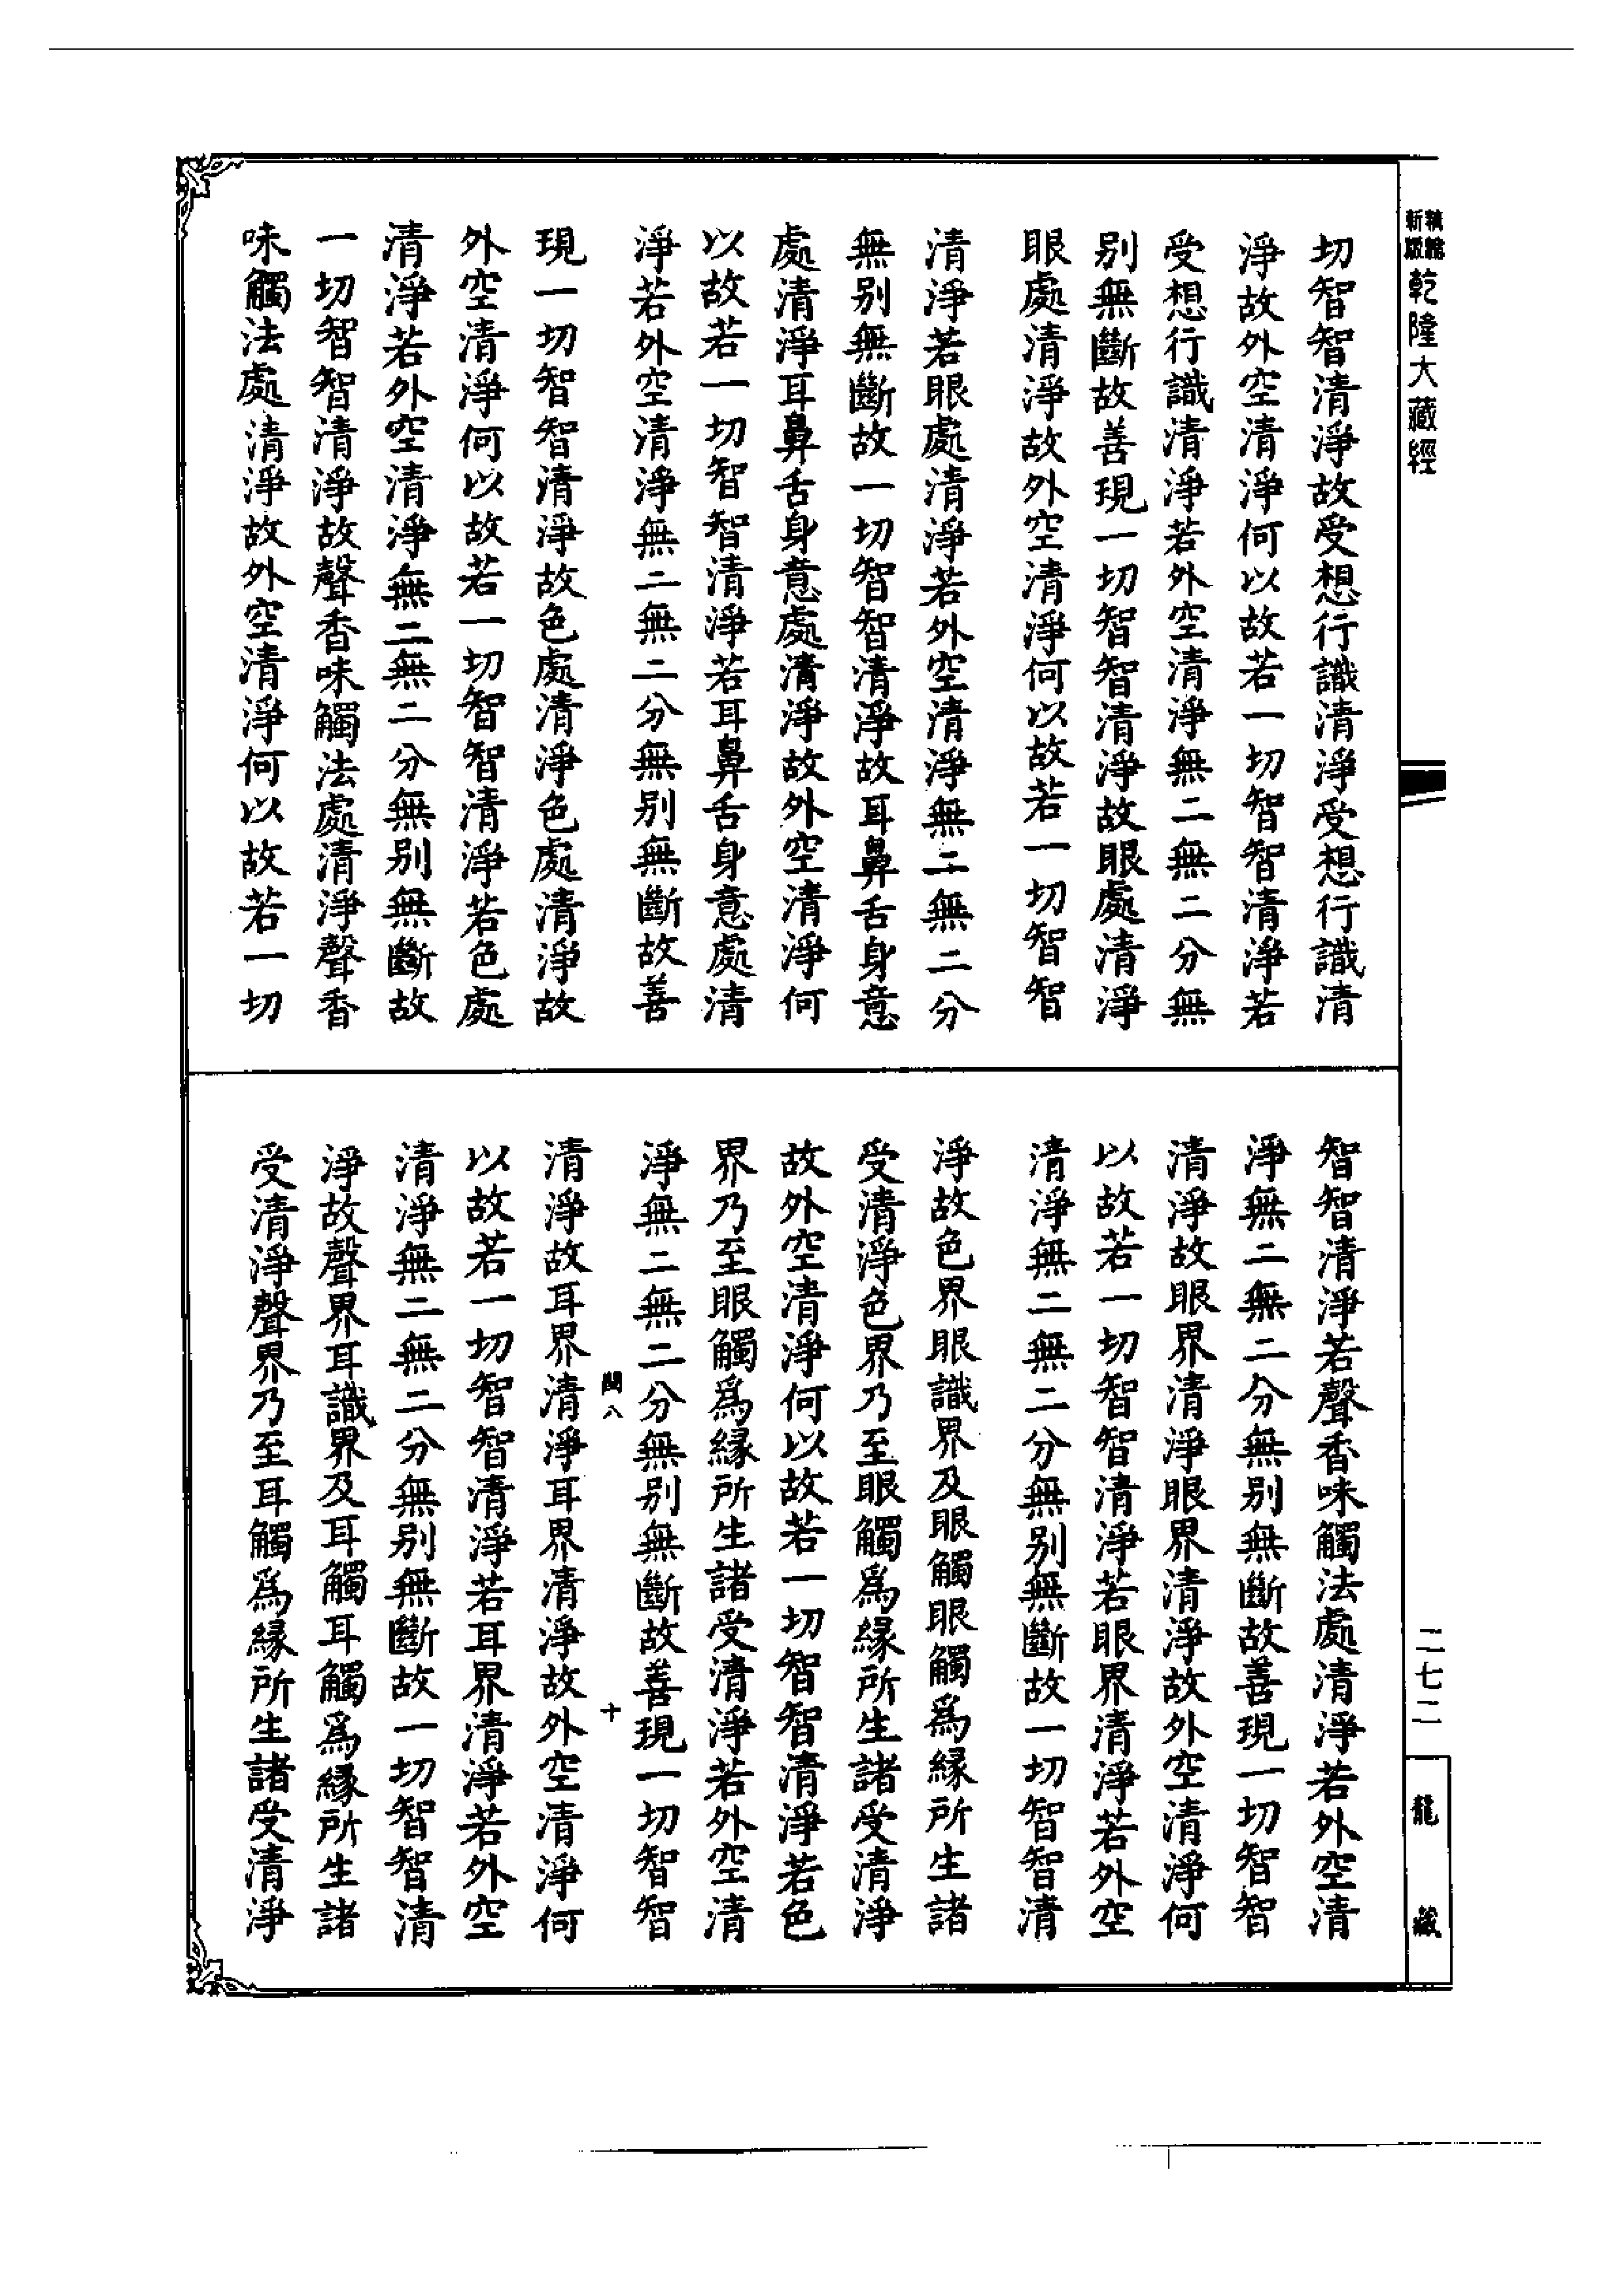 新版
精縮
乾隆大藏經
切智智清淨故受想行識清淨受想行識清
淨故外空清淨何以故若一切智智清淨若
受想行識清淨若外空清淨無二無二分無
別無斷故善現一切智智清淨故眼處清淨
眼處清淨故外空清淨何以故若一切智智
清淨若眼處清淨若外空清淨無二無二分
無別無斷故一切智智清淨故耳鼻舌身意
處清淨耳鼻舌身意處清淨故外空清淨何
以故若一切智智清淨若耳鼻舌身意處清
淨若外空清淨無二無二分無別無斷故善
現一切智智清淨故色處清淨色處清淨故
外空清淨何以故若一切智智清淨若色處
清淨若外空清淨無二無二分無別無斷故
一切智智清淨故聲香味觸法處清淨聲香
味觸法處清淨故外空清淨何以故若一切
智智清淨若聲香味觸法處清淨若外空清
淨無二無二分無別無斷故善現一切智智
清淨故眼界清淨眼界清淨故外空清淨何
以故若一切智智清淨若眼界清淨若外空
清淨無二無二分無別無斷故一切智智清
淨故色界眼識界及眼觸眼觸為緣所生諸
受清淨色界乃至眼觸為緣所生諸受清淨
故外空清淨何以故若一切智智清淨若色
界乃至眼觸為緣所生諸受清淨若外空清
淨無二無二分無別無斷故善現一切智智
閏八
十
清淨故耳界清淨耳界清淨故外空清淨何
以故若一切智智清淨若耳界清淨若外空
清淨無二無二分無別無斷故一切智智清
淨故聲界耳識界及耳觸耳觸為緣所生諸
受清淨聲界乃至耳觸為緣所生諸受清淨
二七二
龍藏